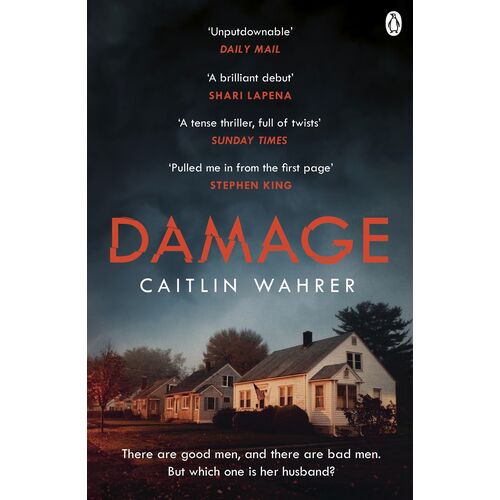 ‘Unputdownable’
DAILY MAIL
‘A brilliant debut’
SHARI LAPENA
‘A tense thriller, full of twists’
SUNDAY TIMES
‘Pulled me in from the first page’
STEPHEN KING
DAMAGE
CAITLIN WAHRER
There are good men, and there are bad men.
But which one is her husband?